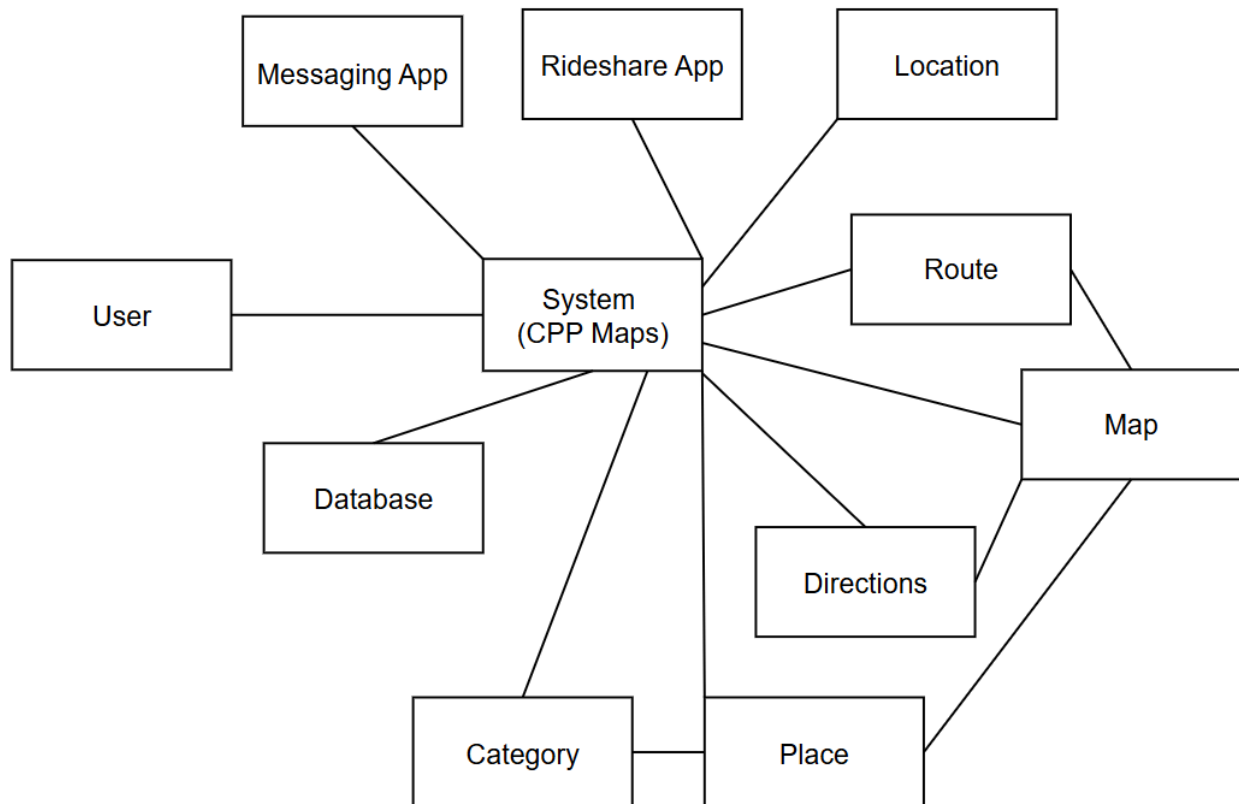 Messaging App
Rideshare App
Location
User
System
(CPP Maps)
Route
Map
Database
Directions
Category
Place